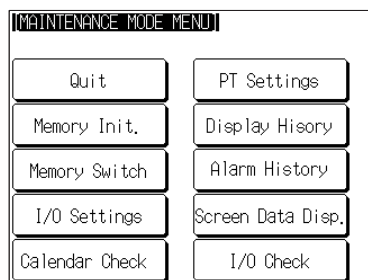 [MAINTENANCE MODE MENU]
Quit
PT Settings
Memory Init.
Display Hisory
Memory Switch
Alarm History
I/O Settings
Screen Data Disp.
Calendar Check
I/O Check